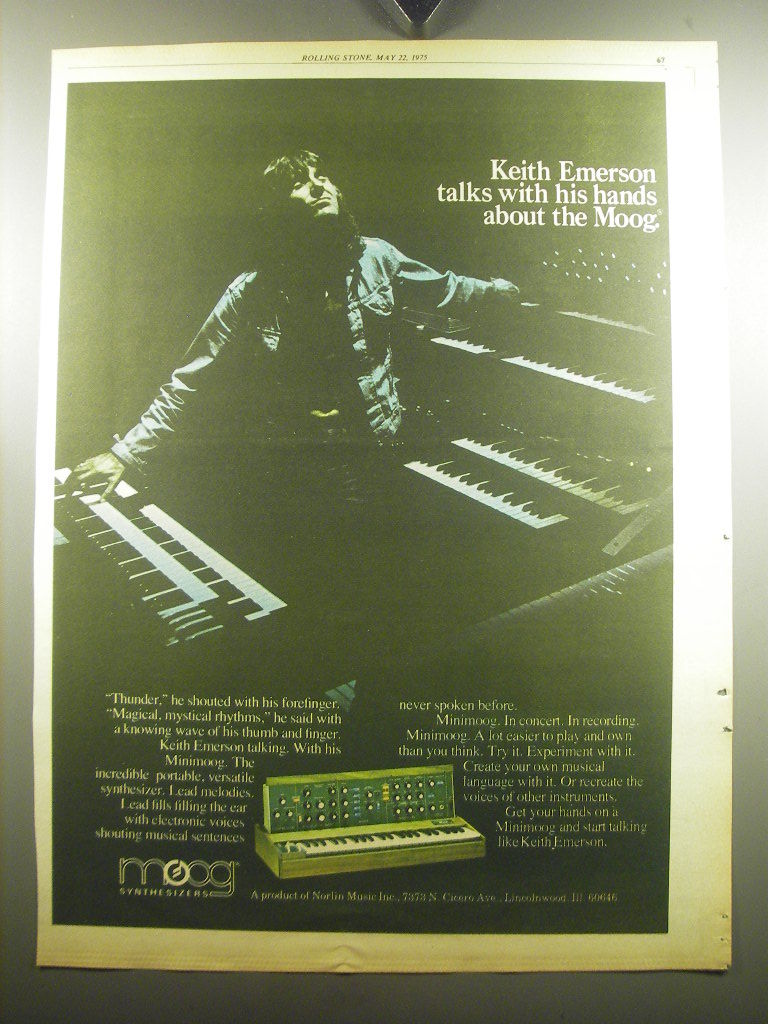 ROLLING STONE, MAY 22, 1975
67
Keith Emerson
talks with his hands
about the Moog.®
"Thunder," he shouted with his forefinger.
"Magical, mystical rhythms," he said with
a knowing wave of his thumb and finger.
Keith Emerson talking. With his
Minimoog. The
incredible portable, versatile
synthesizer. Lead melodies.
Lead fills filling the ear
with electronic voices
shouting musical sentences
never spoken before.
Minimoog. In concert. In recording.
Minimoog. A lot easier to play and own
than you think. Try it. Experiment with it.
Create your own musical
language with it. Or recreate the
voices of other instruments.
Get your hands on a
Minimoog and start talking
like Keith Emerson.
moog®
SYNTHESIZERS
A product of Norlin Music Inc., 7373 N. Cicero Ave., Lincolnwood, Ill. 60646